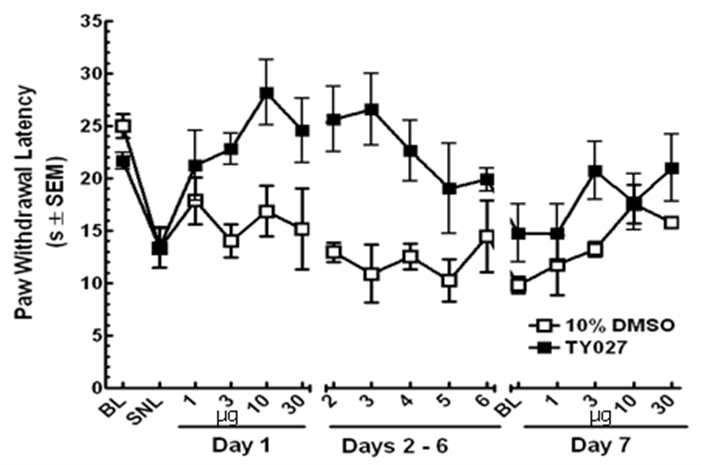 Paw Withdrawal Latency
(s ± SEM)
35
30
25
20
15
10
5
0
10% DMSO
TY027
BL SNL 1 3 10 30 2 3 4 5 6 BL 1 3 10 30
µg µg
Day 1 Days 2 - 6 Day 7